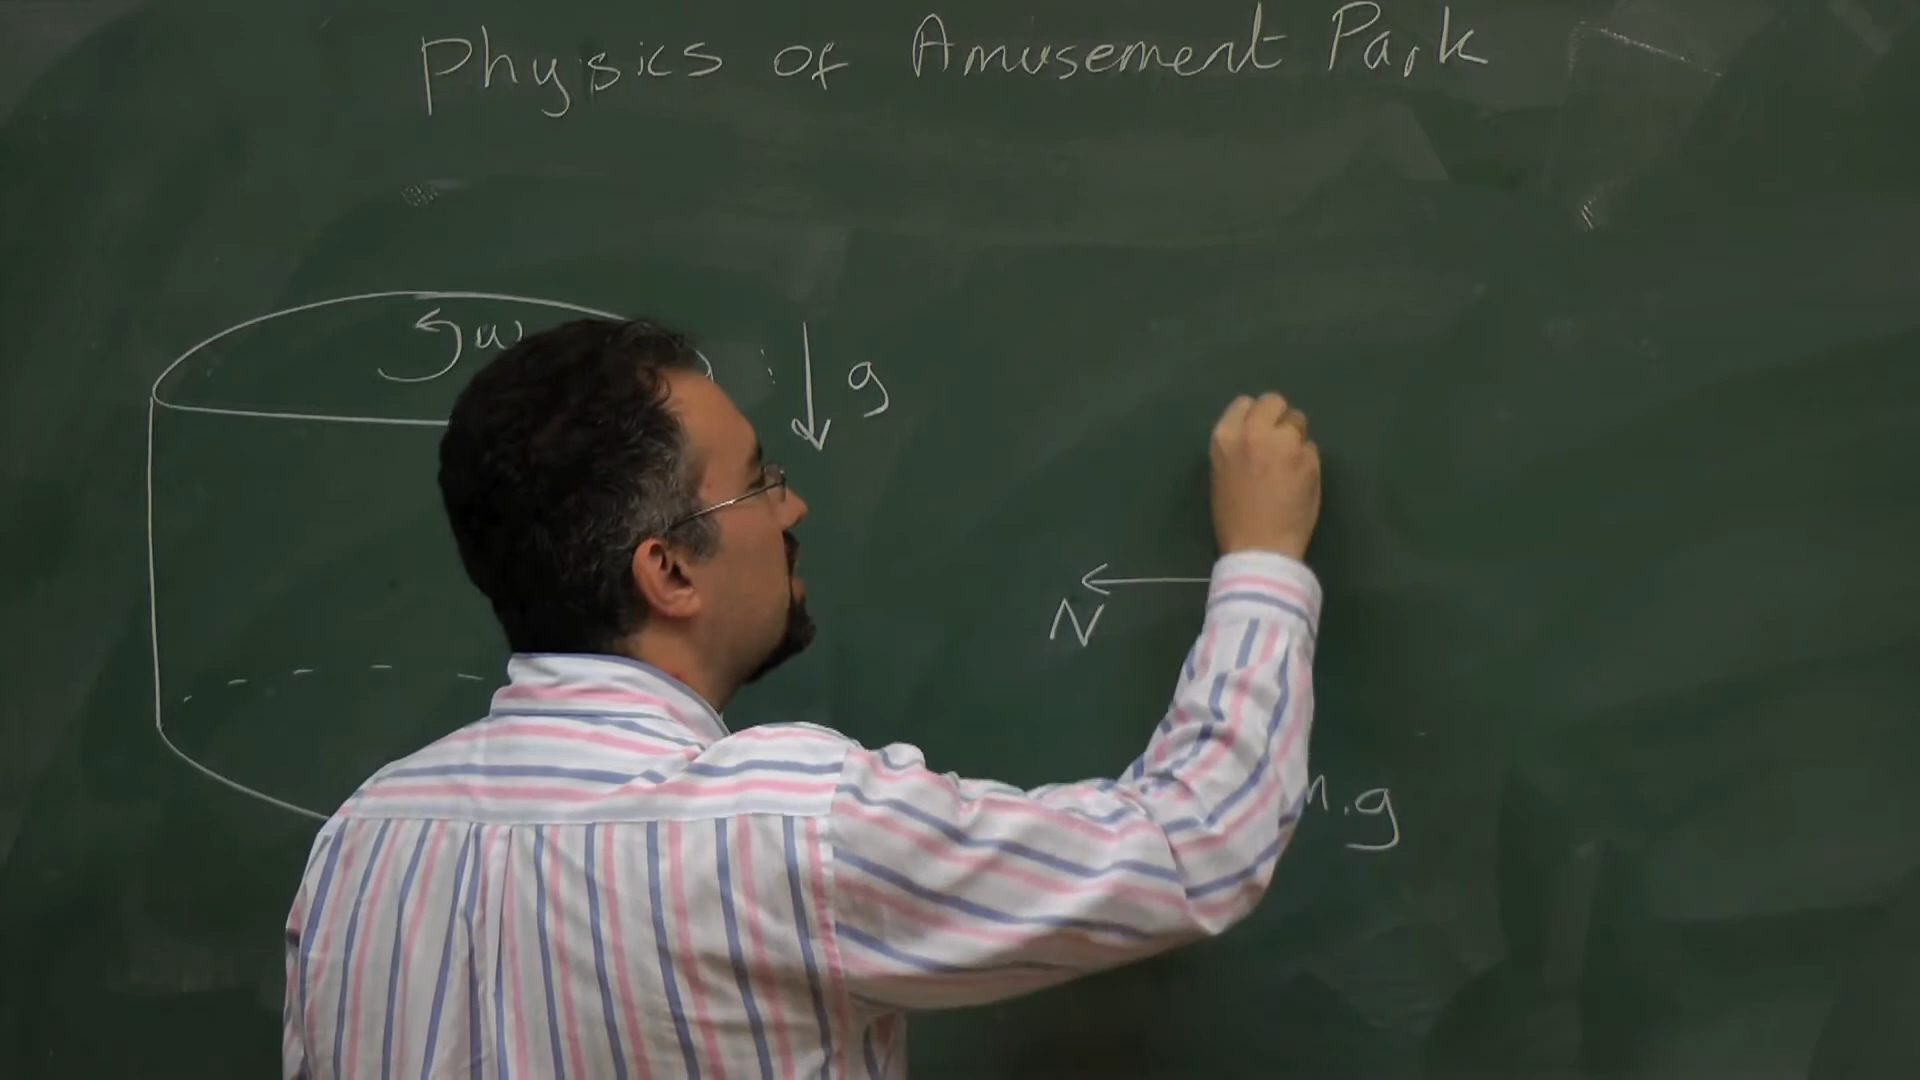 Physics of Amusement Park
ω
g
N
m.g